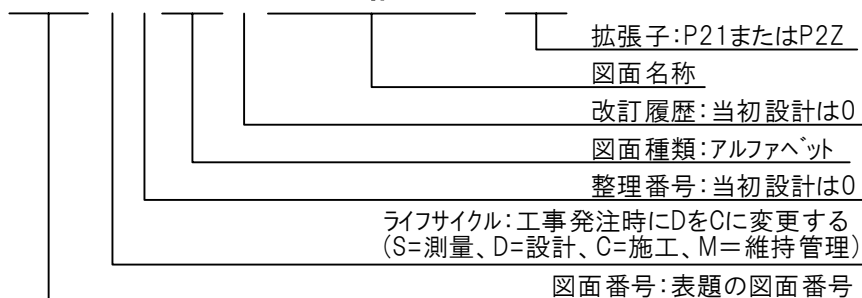 拡張子:P21またはP2Z
図面名称
改訂履歴:当初設計は0
図面種類:アルファベット
整理番号:当初設計は0
ライフサイクル:工事発注時にDをCに変更する
(S=測量、D=設計、C=施工、M=維持管理)
図面番号:表題の図面番号